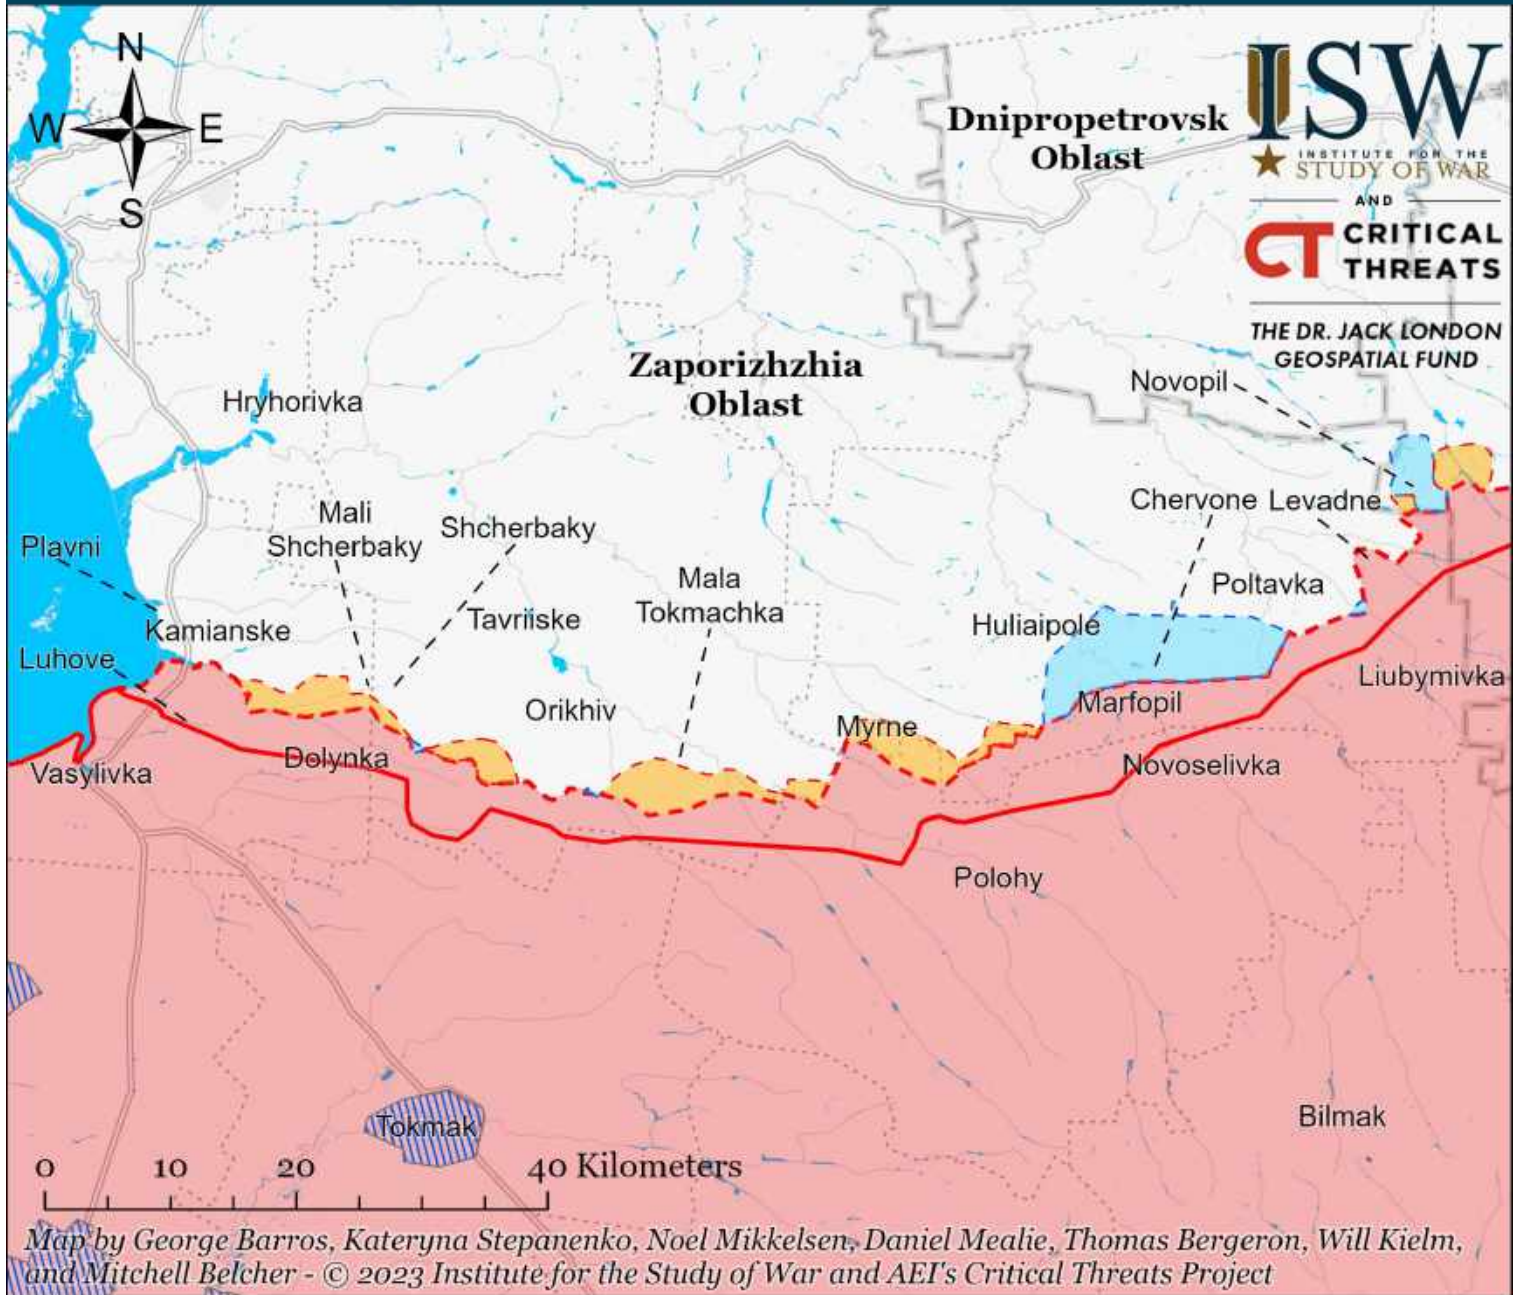 N
W
E
S
ISW
INSTITUTE FOR THE
STUDY OF WAR
AND
CT CRITICAL
THREATS
THE DR. JACK LONDON
GEOSPATIAL FUND
Dnipropetrovsk
Oblast
Zaporizhzhia
Oblast
Novopil
Hryhorivka
Chervone
Levadne
Mali
Shcherbaky
Shcherbaky
Plavni
Mala
Tokmachka
Poltavka
Tavriiske
Huliaipole
Kamianske
Luhove
Liubymivka
Marfopil
Orikhiv
Myrne
Dolynka
Vasylivka
Novoselivka
Polohy
Bilmak
Tokmak
0 10 20 40 Kilometers
Map by George Barros, Kateryna Stepanenko, Noel Mikkelsen, Daniel Mealie, Thomas Bergeron, Will Kielm,
and Mitchell Belcher - © 2023 Institute for the Study of War and AEI's Critical Threats Project